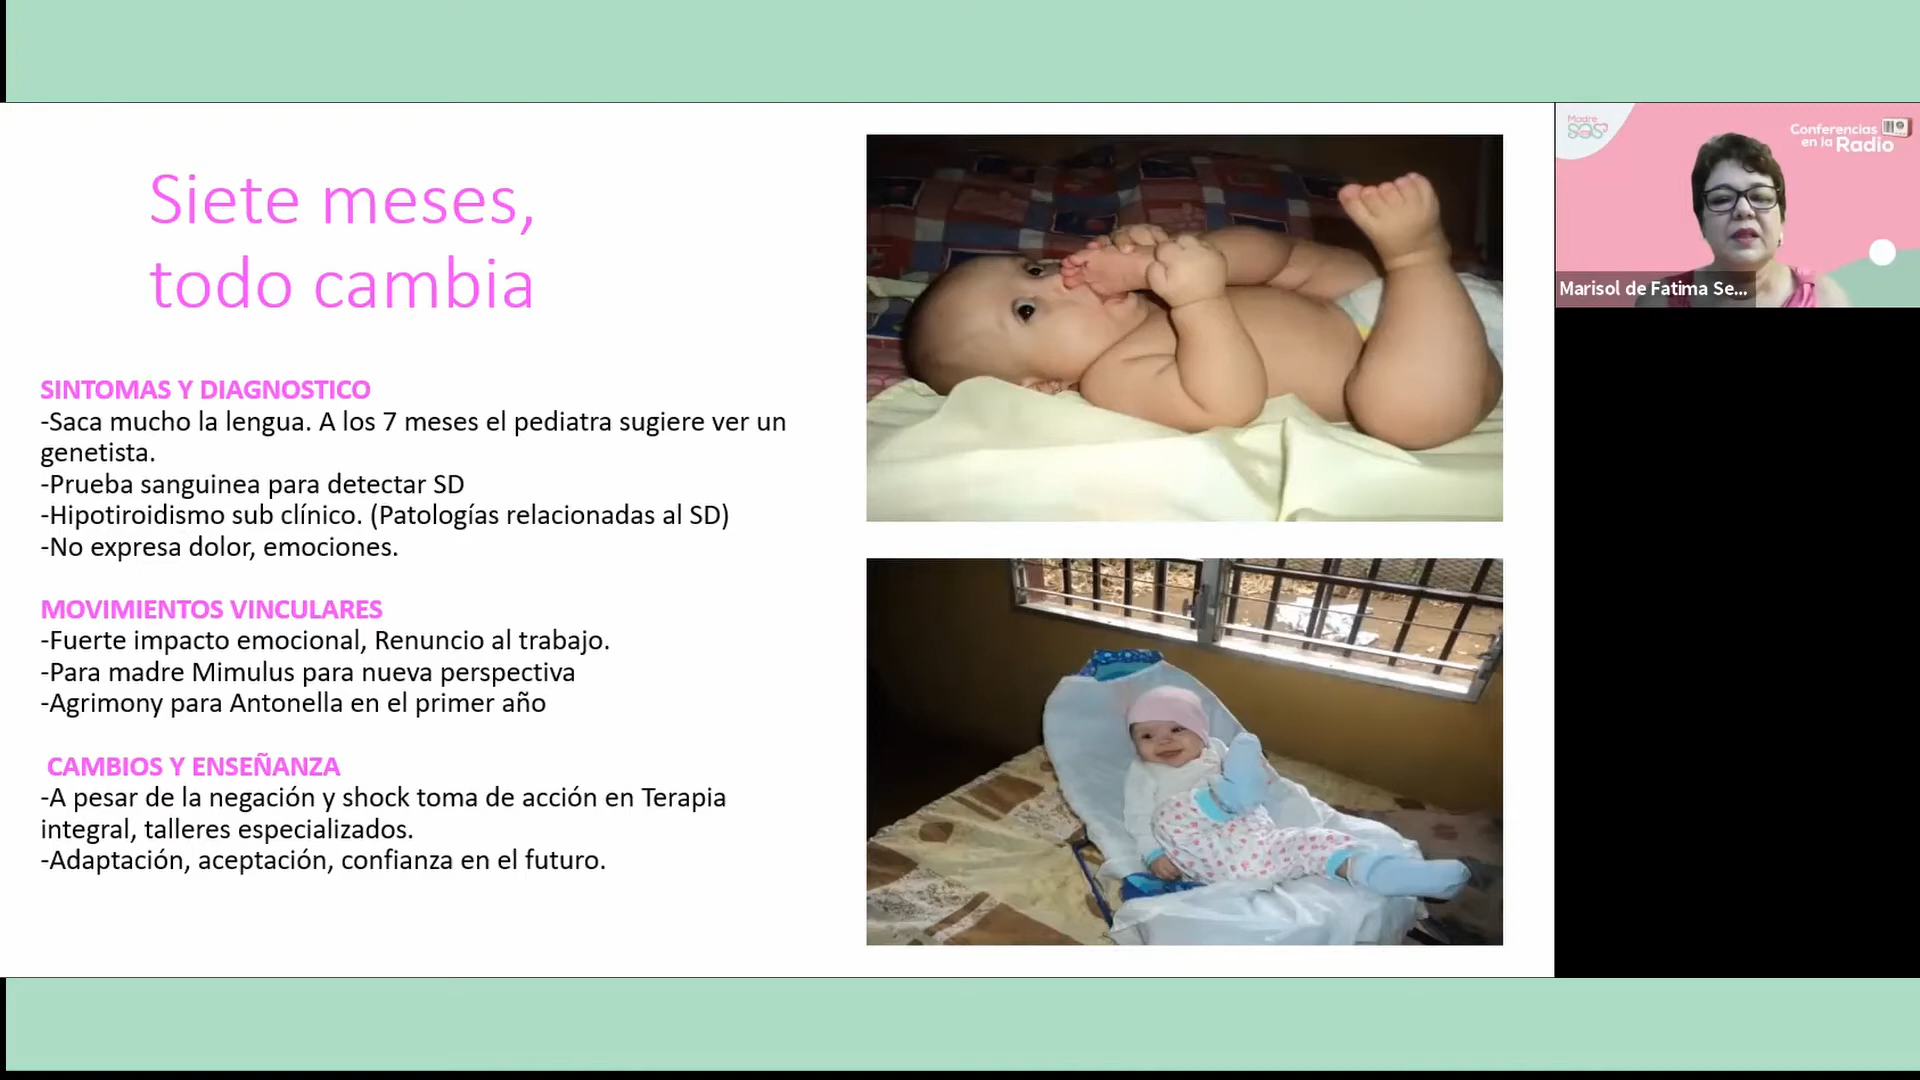 Siete meses,
todo cambia
SINTOMAS Y DIAGNOSTICO
-Saca mucho la lengua. A los 7 meses el pediatra sugiere ver un
genetista.
-Prueba sanguinea para detectar SD
-Hipotiroidismo sub clínico. (Patologías relacionadas al SD)
-No expresa dolor, emociones.
MOVIMIENTOS VINCULARES
-Fuerte impacto emocional, Renuncio al trabajo.
-Para madre Mimulus para nueva perspectiva
-Agrimony para Antonella en el primer año
CAMBIOS Y ENSEÑANZA
-A pesar de la negación y shock toma de acción en Terapia
integral, talleres especializados.
-Adaptación, aceptación, confianza en el futuro.
Madre
SOS
Conferencias
en la Radio
Marisol de Fatima Se...